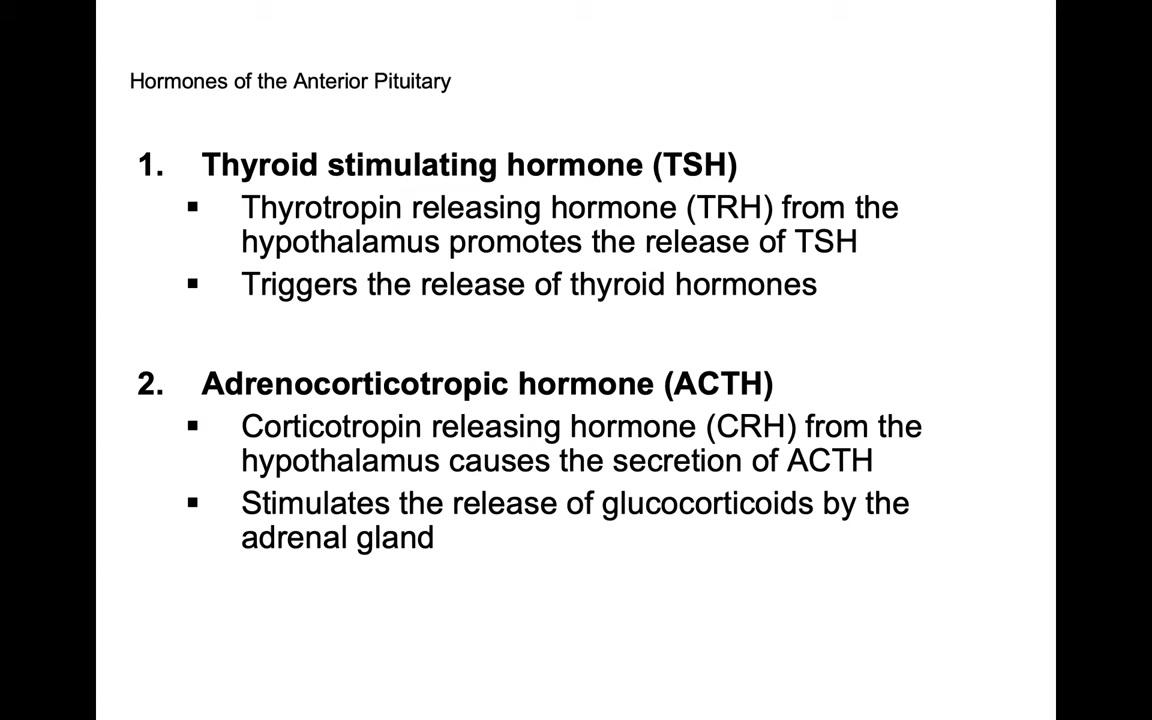 Hormones of the Anterior Pituitary
1. Thyroid stimulating hormone (TSH)
▪ Thyrotropin releasing hormone (TRH) from the
hypothalamus promotes the release of TSH
▪ Triggers the release of thyroid hormones
2. Adrenocorticotropic hormone (ACTH)
▪ Corticotropin releasing hormone (CRH) from the
hypothalamus causes the secretion of ACTH
▪ Stimulates the release of glucocorticoids by the
adrenal gland